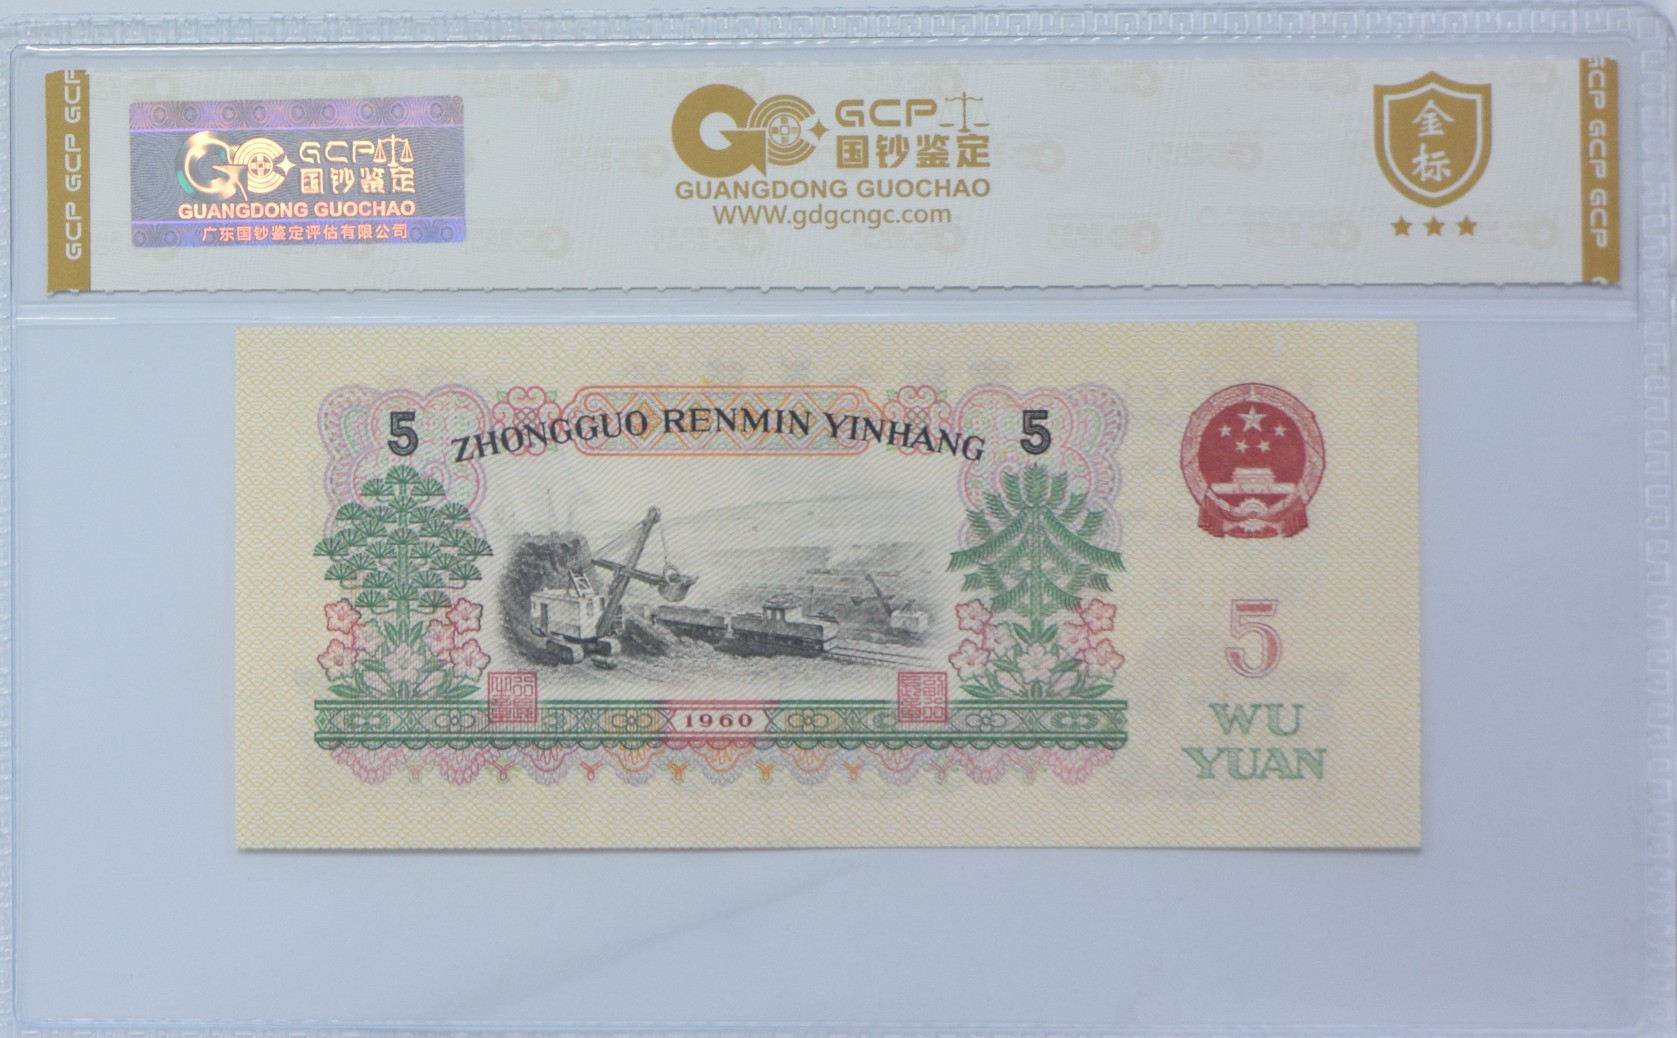 GCP GCP GCP
GCP 国钞鉴定
GUANGDONG GUOCHAO
广东国钞鉴定评估有限公司
GCP
国钞鉴定
GUANGDONG GUOCHAO
WWW.gdgcngc.com
金标
GCP GCP GCP
5 ZHONGGUO RENMIN YINHANG 5
1960
5
WU
YUAN